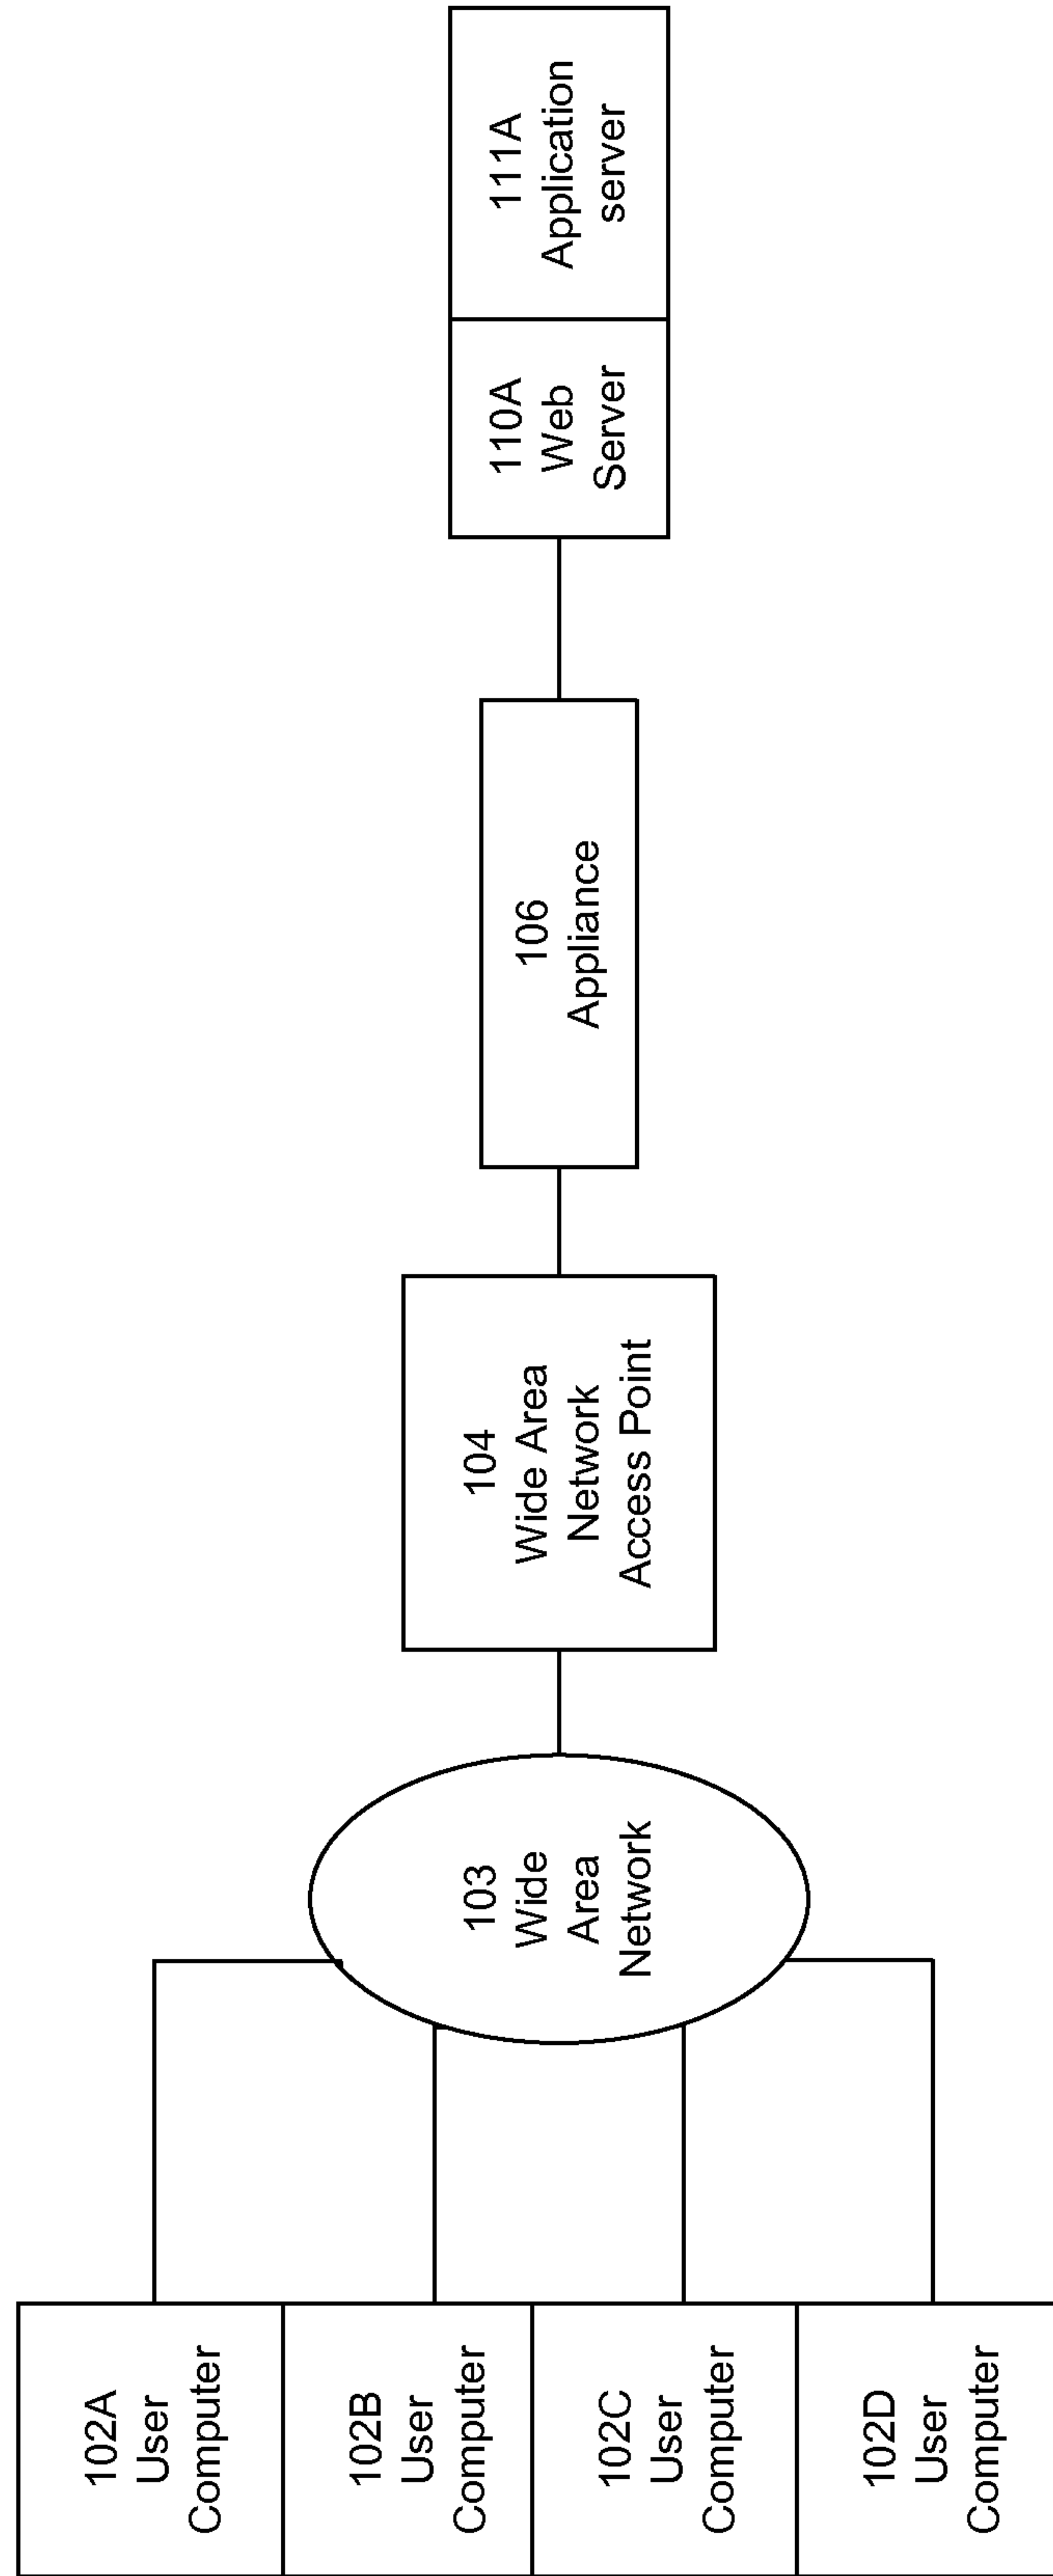 102A
User
Computer
102B
User
Computer
102C
User
Computer
102D
User
Computer
103
Wide
Area
Network
104
Wide Area
Network
Access Point
106
Appliance
110A
Web
Server
111A
Application
server